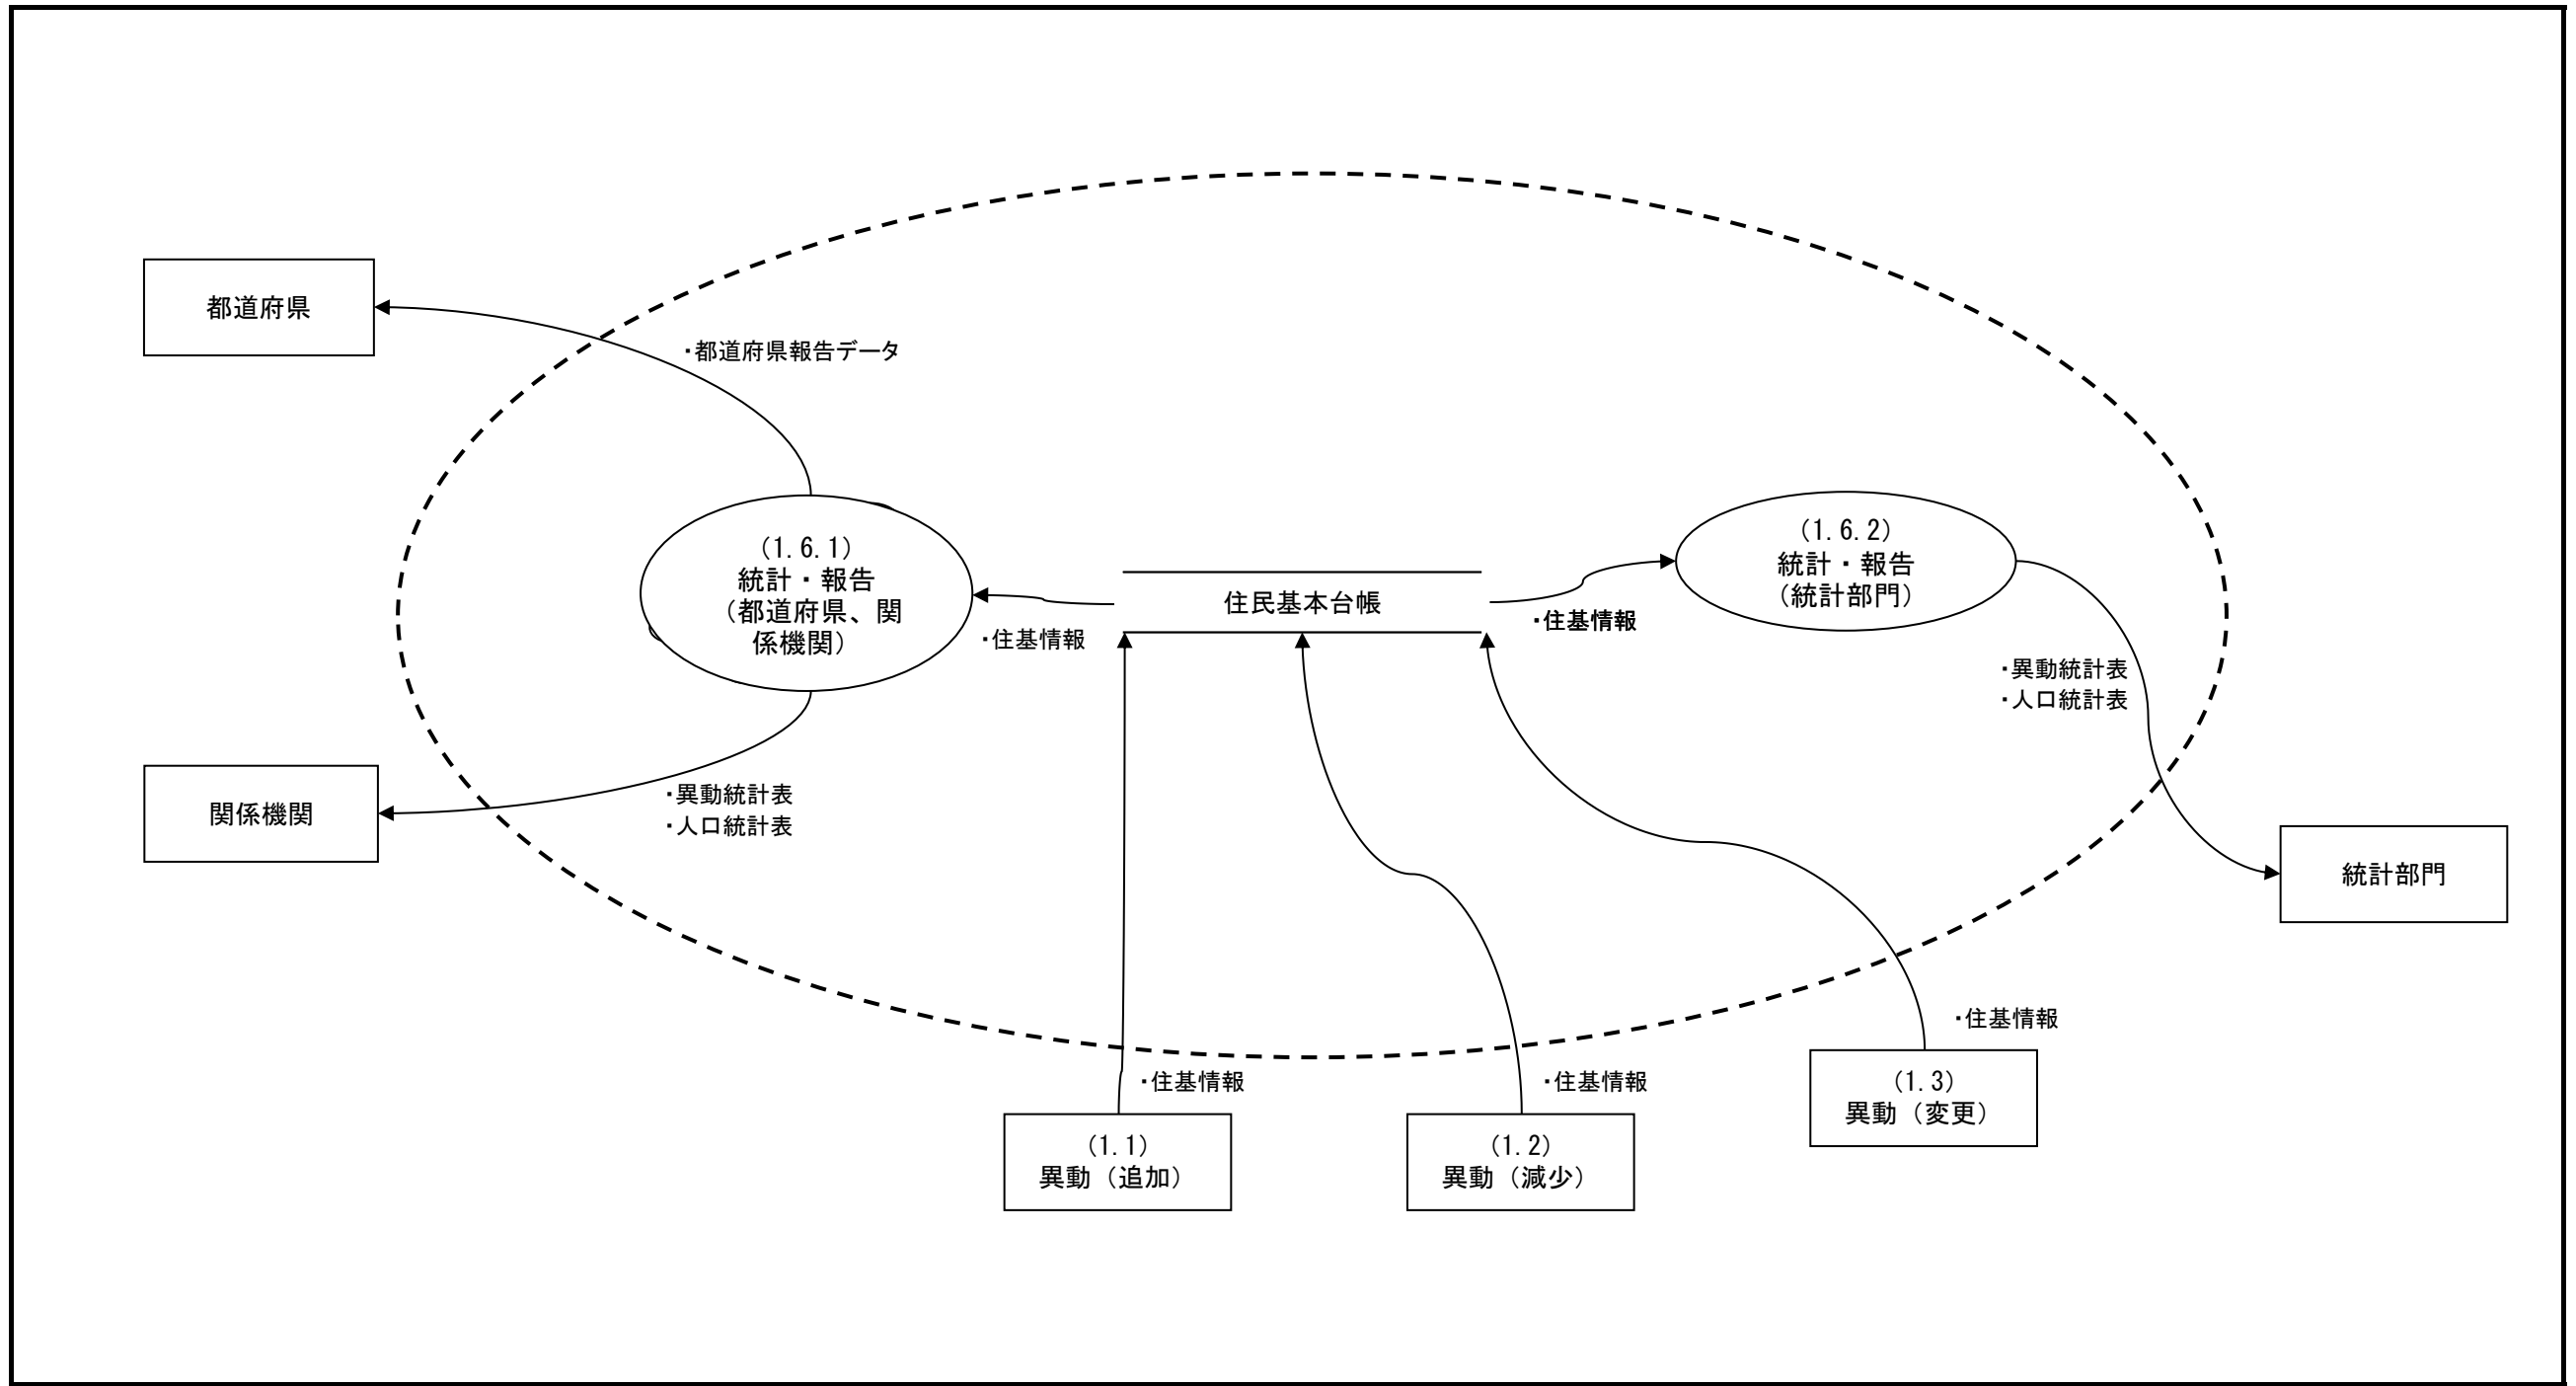 都道府県
・都道府県報告データ
(1.6.1)
統計・報告
（都道府県、関
係機関）
・住基情報
住民基本台帳
・住基情報
(1.6.2)
統計・報告
（統計部門）
・異動統計表
・人口統計表
関係機関
・異動統計表
・人口統計表
統計部門
・住基情報
(1.1)
異動（追加）
・住基情報
(1.2)
異動（減少）
・住基情報
(1.3)
異動（変更）